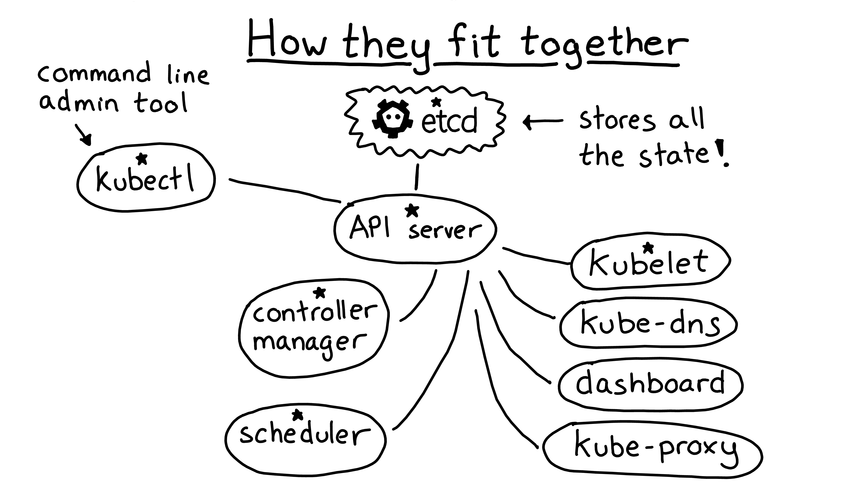 How they fit together
command line
admin tool
etcd
stores all
the state!
kubectl
API server
kubelet
controller
manager
kube-dns
dashboard
scheduler
kube-proxy